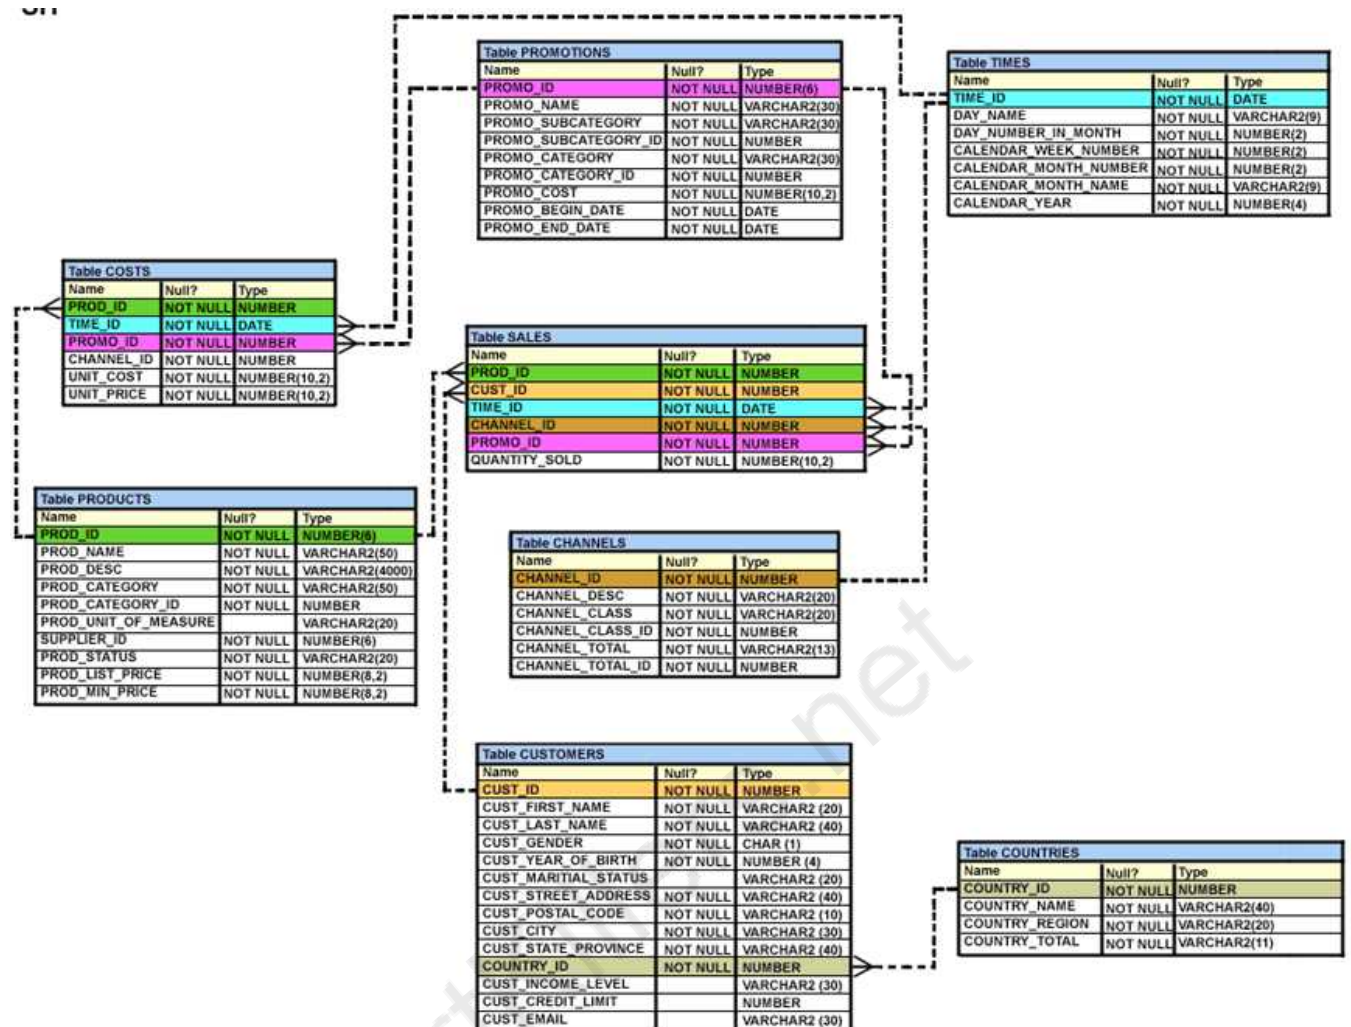 SH
Table PROMOTIONS
Name Null? Type
PROMO_ID NOT NULL NUMBER(6)
PROMO_NAME NOT NULL VARCHAR2(30)
PROMO_SUBCATEGORY NOT NULL VARCHAR2(30)
PROMO_SUBCATEGORY_ID NOT NULL NUMBER
PROMO_CATEGORY NOT NULL VARCHAR2(30)
PROMO_CATEGORY_ID NOT NULL NUMBER
PROMO_COST NOT NULL NUMBER(10,2)
PROMO_BEGIN_DATE NOT NULL DATE
PROMO_END_DATE NOT NULL DATE
Table TIMES
Name Null? Type
TIME_ID NOT NULL DATE
DAY_NAME NOT NULL VARCHAR2(9)
DAY_NUMBER_IN_MONTH NOT NULL NUMBER(2)
CALENDAR_WEEK_NUMBER NOT NULL NUMBER(2)
CALENDAR_MONTH_NUMBER NOT NULL NUMBER(2)
CALENDAR_MONTH_NAME NOT NULL VARCHAR2(9)
CALENDAR_YEAR NOT NULL NUMBER(4)
Table COSTS
Name Null? Type
PROD_ID NOT NULL NUMBER
TIME_ID NOT NULL DATE
PROMO_ID NOT NULL NUMBER
CHANNEL_ID NOT NULL NUMBER
UNIT_COST NOT NULL NUMBER(10,2)
UNIT_PRICE NOT NULL NUMBER(10,2)
Table SALES
Name Null? Type
PROD_ID NOT NULL NUMBER
CUST_ID NOT NULL NUMBER
TIME_ID NOT NULL DATE
CHANNEL_ID NOT NULL NUMBER
PROMO_ID NOT NULL NUMBER
QUANTITY_SOLD NOT NULL NUMBER(10,2)
Table PRODUCTS
Name Null? Type
PROD_ID NOT NULL NUMBER(6)
PROD_NAME NOT NULL VARCHAR2(50)
PROD_DESC NOT NULL VARCHAR2(4000)
PROD_CATEGORY NOT NULL VARCHAR2(50)
PROD_CATEGORY_ID NOT NULL NUMBER
PROD_UNIT_OF_MEASURE VARCHAR2(20)
SUPPLIER_ID NOT NULL NUMBER(6)
PROD_STATUS NOT NULL VARCHAR2(20)
PROD_LIST_PRICE NOT NULL NUMBER(8,2)
PROD_MIN_PRICE NOT NULL NUMBER(8,2)
Table CHANNELS
Name Null? Type
CHANNEL_ID NOT NULL NUMBER
CHANNEL_DESC NOT NULL VARCHAR2(20)
CHANNEL_CLASS NOT NULL VARCHAR2(20)
CHANNEL_CLASS_ID NOT NULL NUMBER
CHANNEL_TOTAL NOT NULL VARCHAR2(13)
CHANNEL_TOTAL_ID NOT NULL NUMBER
Table CUSTOMERS
Name Null? Type
CUST_ID NOT NULL NUMBER
CUST_FIRST_NAME NOT NULL VARCHAR2 (20)
CUST_LAST_NAME NOT NULL VARCHAR2 (40)
CUST_GENDER NOT NULL CHAR (1)
CUST_YEAR_OF_BIRTH NOT NULL NUMBER (4)
CUST_MARITIAL_STATUS VARCHAR2 (20)
CUST_STREET_ADDRESS NOT NULL VARCHAR2 (40)
CUST_POSTAL_CODE NOT NULL VARCHAR2 (10)
CUST_CITY NOT NULL VARCHAR2 (30)
CUST_STATE_PROVINCE NOT NULL VARCHAR2 (40)
COUNTRY_ID NOT NULL NUMBER
CUST_INCOME_LEVEL VARCHAR2 (30)
CUST_CREDIT_LIMIT NUMBER
CUST_EMAIL VARCHAR2 (30)
Table COUNTRIES
Name Null? Type
COUNTRY_ID NOT NULL NUMBER
COUNTRY_NAME NOT NULL VARCHAR2(40)
COUNTRY_REGION NOT NULL VARCHAR2(20)
COUNTRY_TOTAL NOT NULL VARCHAR2(11)
.net